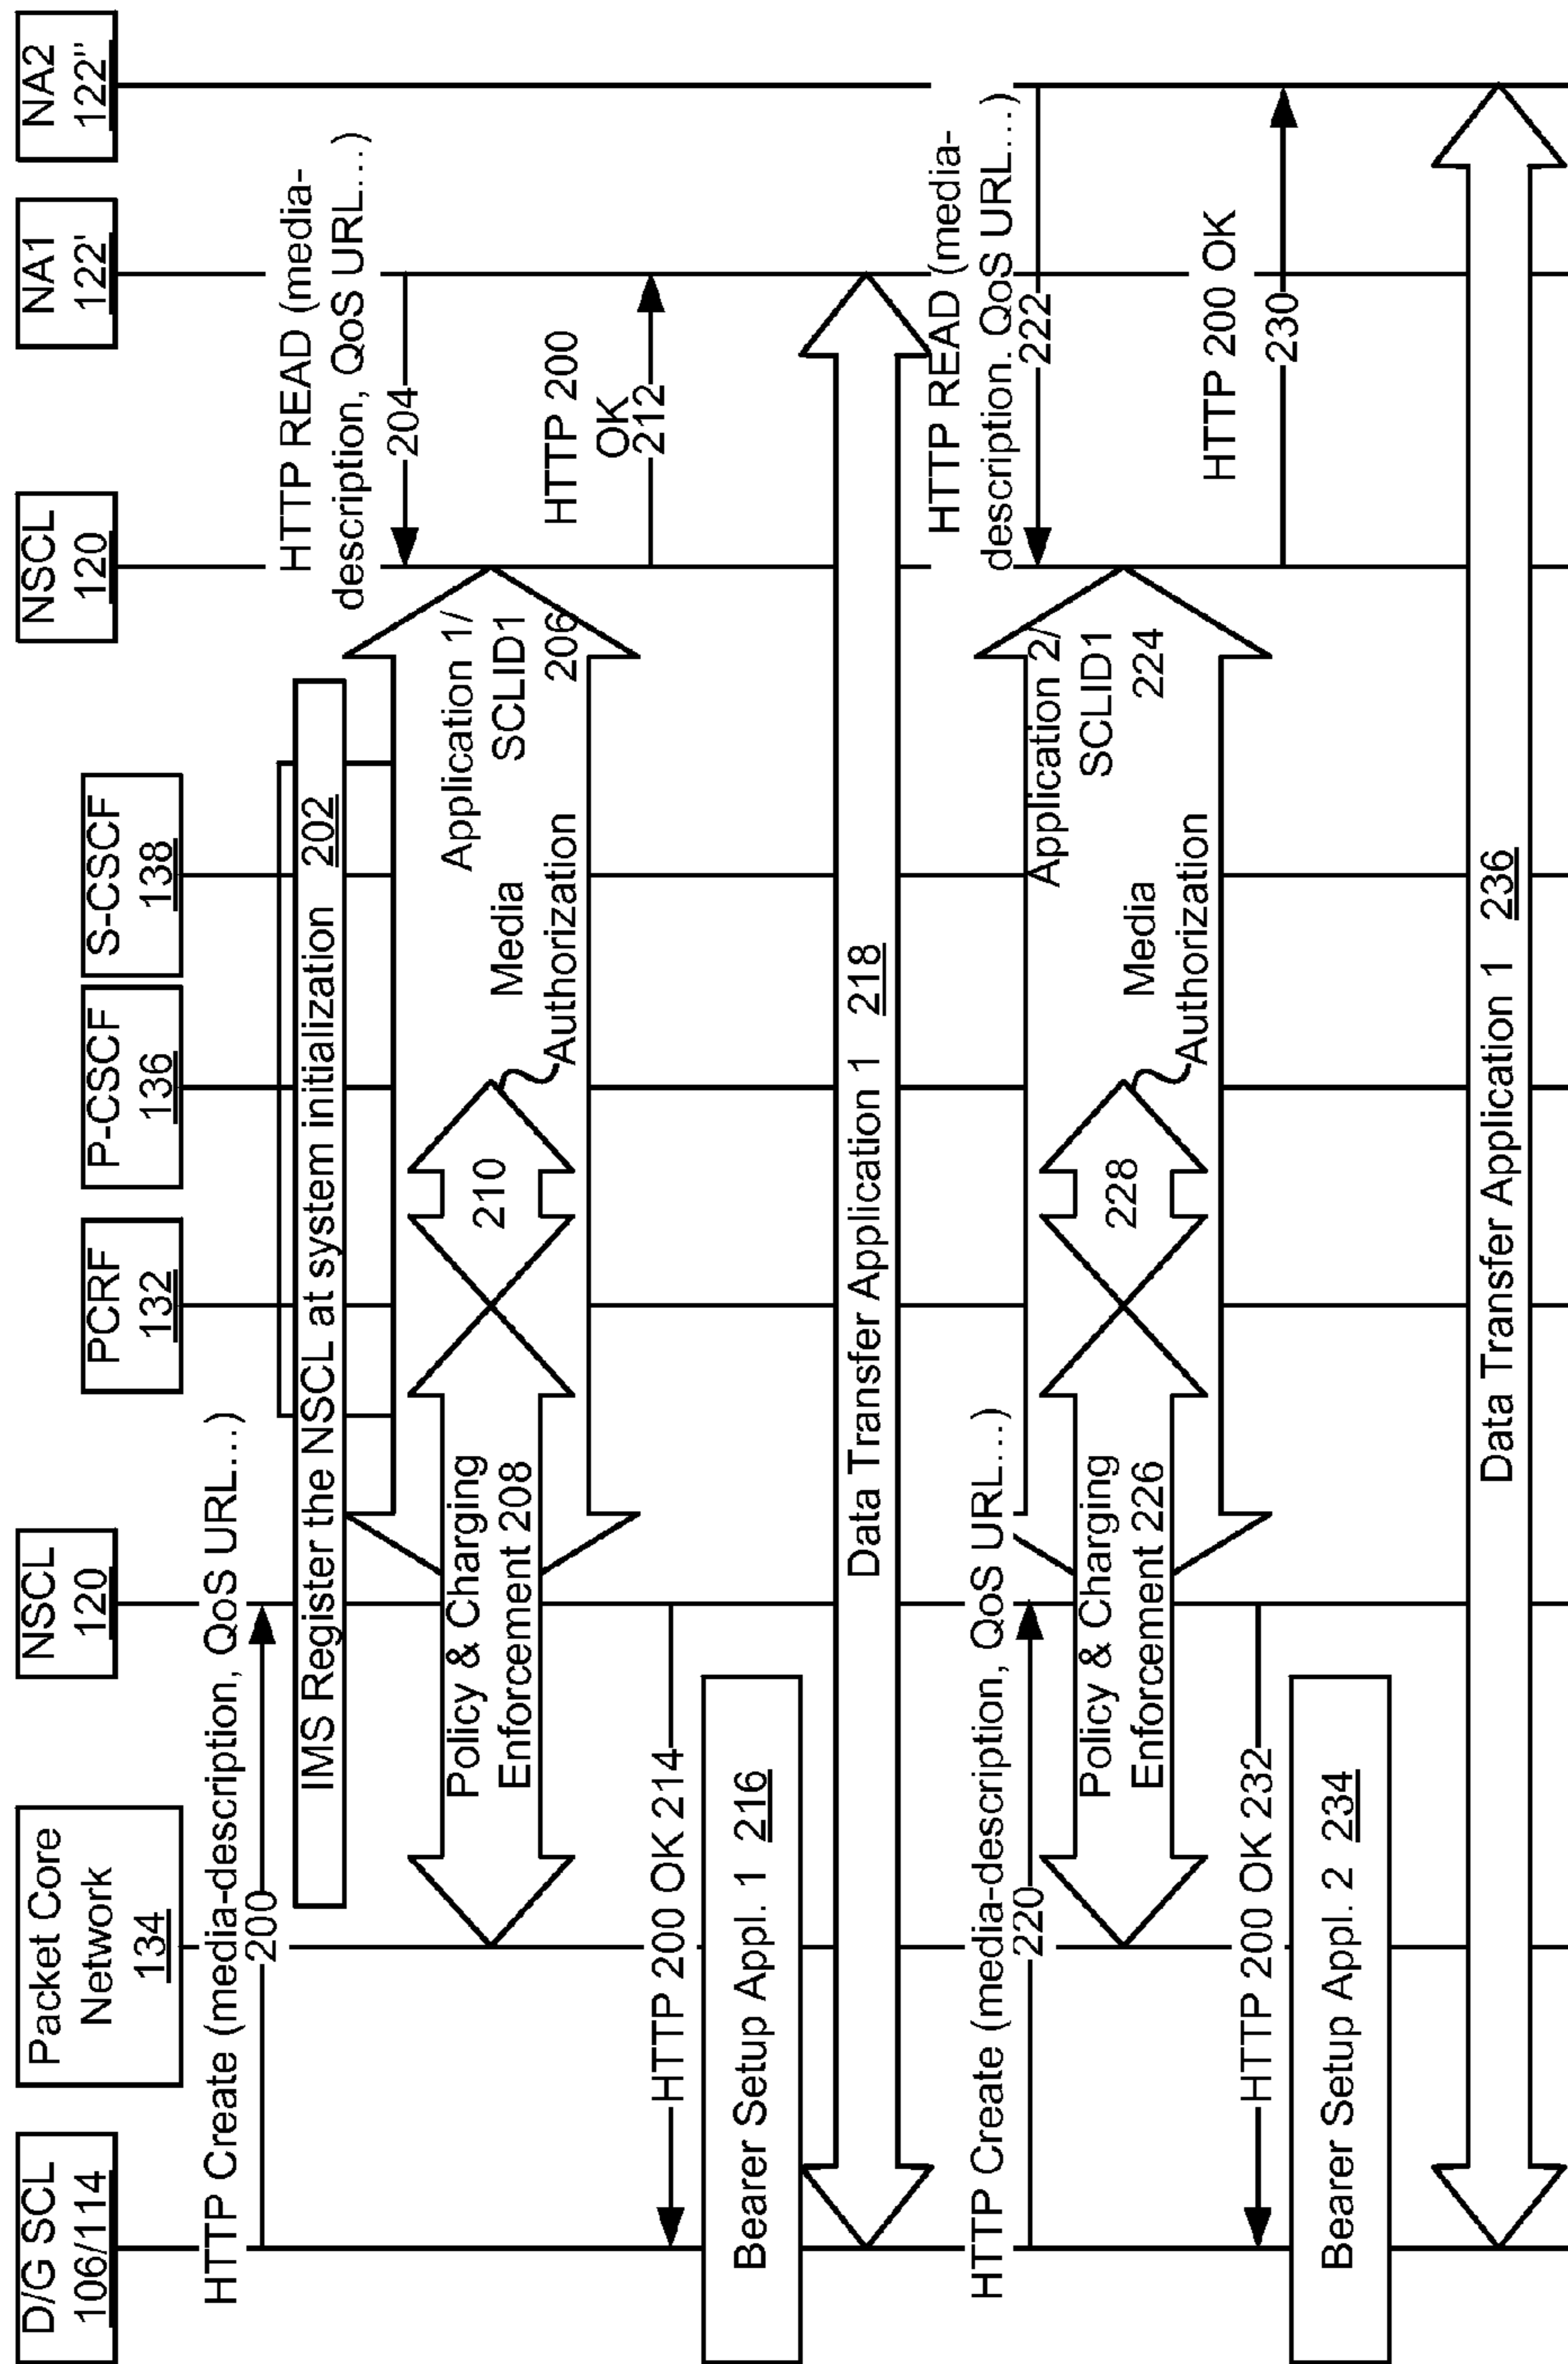 D/G SCL
106/114
Packet Core
Network
134
NSCL
120
PCRF
132
P-CSCF
136
S-CSCF
138
NSCL
120
NA1
122'
NA2
122"
HTTP Create (media-description, QoS URL...)
200
IMS Register the NSCL at system initialization 202
HTTP READ (media-
description, QoS URL...)
204
Application 1/
SCLID1
206
Policy & Charging
Enforcement 208
210
Media
Authorization
HTTP 200
OK
212
HTTP 200 OK 214
Bearer Setup Appl. 1 216
Data Transfer Application 1 218
HTTP Create (media-description, QoS URL...)
220
HTTP READ (media-
description. QoS URL...)
222
Application 2/
SCLID1
224
Policy & Charging
Enforcement 226
228
Media
Authorization
HTTP 200 OK
230
HTTP 200 OK 232
Bearer Setup Appl. 2 234
Data Transfer Application 1 236